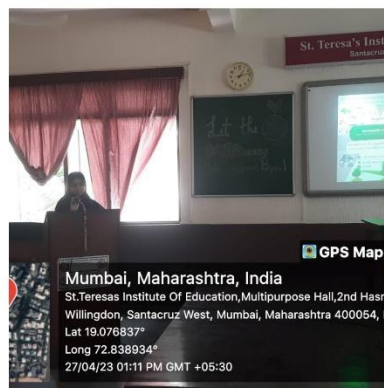 St. Teresa's Inst
Santacruz
Let the
GPS Map
Mumbai, Maharashtra, India
St.Teresas Institute Of Education,Multipurpose Hall,2nd Hasn
Willingdon, Santacruz West, Mumbai, Maharashtra 400054,
Lat 19.076837°
Long 72.838934°
27/04/23 01:11 PM GMT +05:30